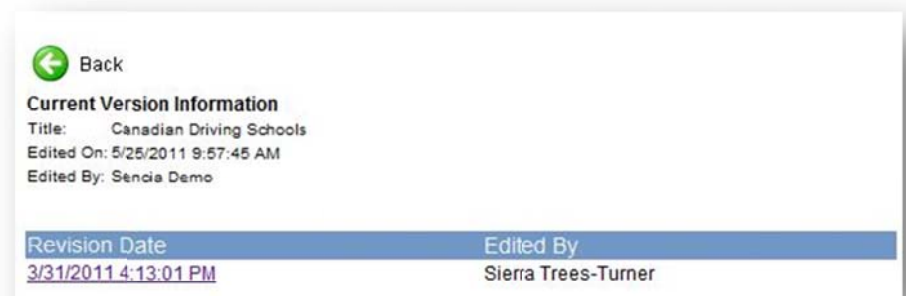 Back
Current Version Information
Title: Canadian Driving Schools
Edited On: 5/25/2011 9:57:45 AM
Edited By: Sencia Demo
Revision Date Edited By
3/31/2011 4:13:01 PM Sierra Trees-Turner